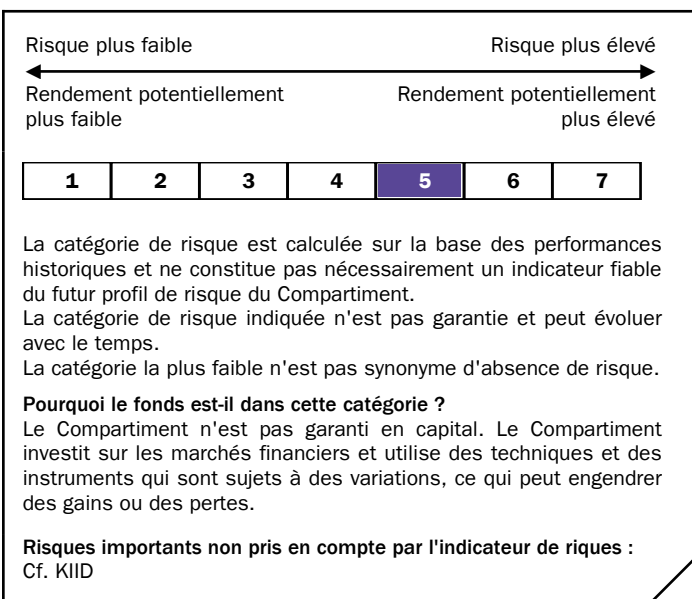 Risque plus faible Risque plus élevé
Rendement potentiellement Rendement potentiellement
plus faible plus élevé
1 2 3 4 5 6 7
La catégorie de risque est calculée sur la base des performances
historiques et ne constitue pas nécessairement un indicateur fiable
du futur profil de risque du Compartiment.
La catégorie de risque indiquée n'est pas garantie et peut évoluer
avec le temps.
La catégorie la plus faible n'est pas synonyme d'absence de risque.
Pourquoi le fonds est-il dans cette catégorie ?
Le Compartiment n'est pas garanti en capital. Le Compartiment
investit sur les marchés financiers et utilise des techniques et des
instruments qui sont sujets à des variations, ce qui peut engendrer
des gains ou des pertes.
Risques importants non pris en compte par l'indicateur de riques :
Cf. KIID